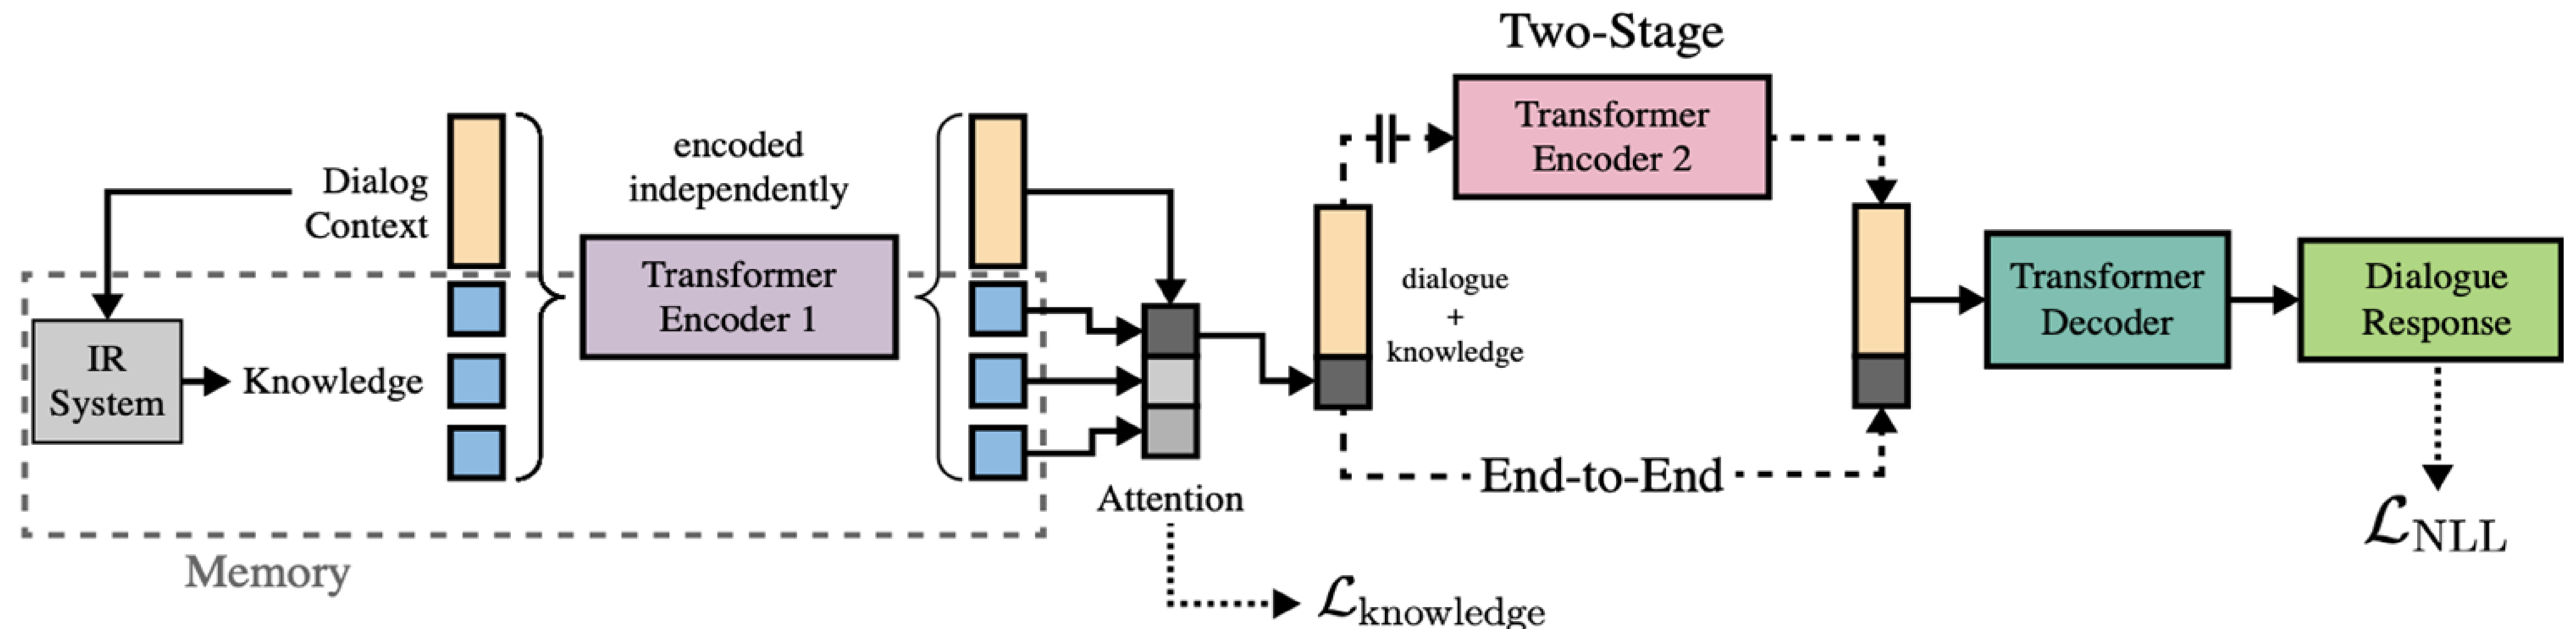 Two-Stage
Transformer
Encoder 2
Dialog
Context
encoded
independently
Transformer
Encoder 1
IR
System
Knowledge
Memory
Attention
ℒknowledge
dialogue
+
knowledge
End-to-End
Transformer
Decoder
Dialogue
Response
ℒNLL